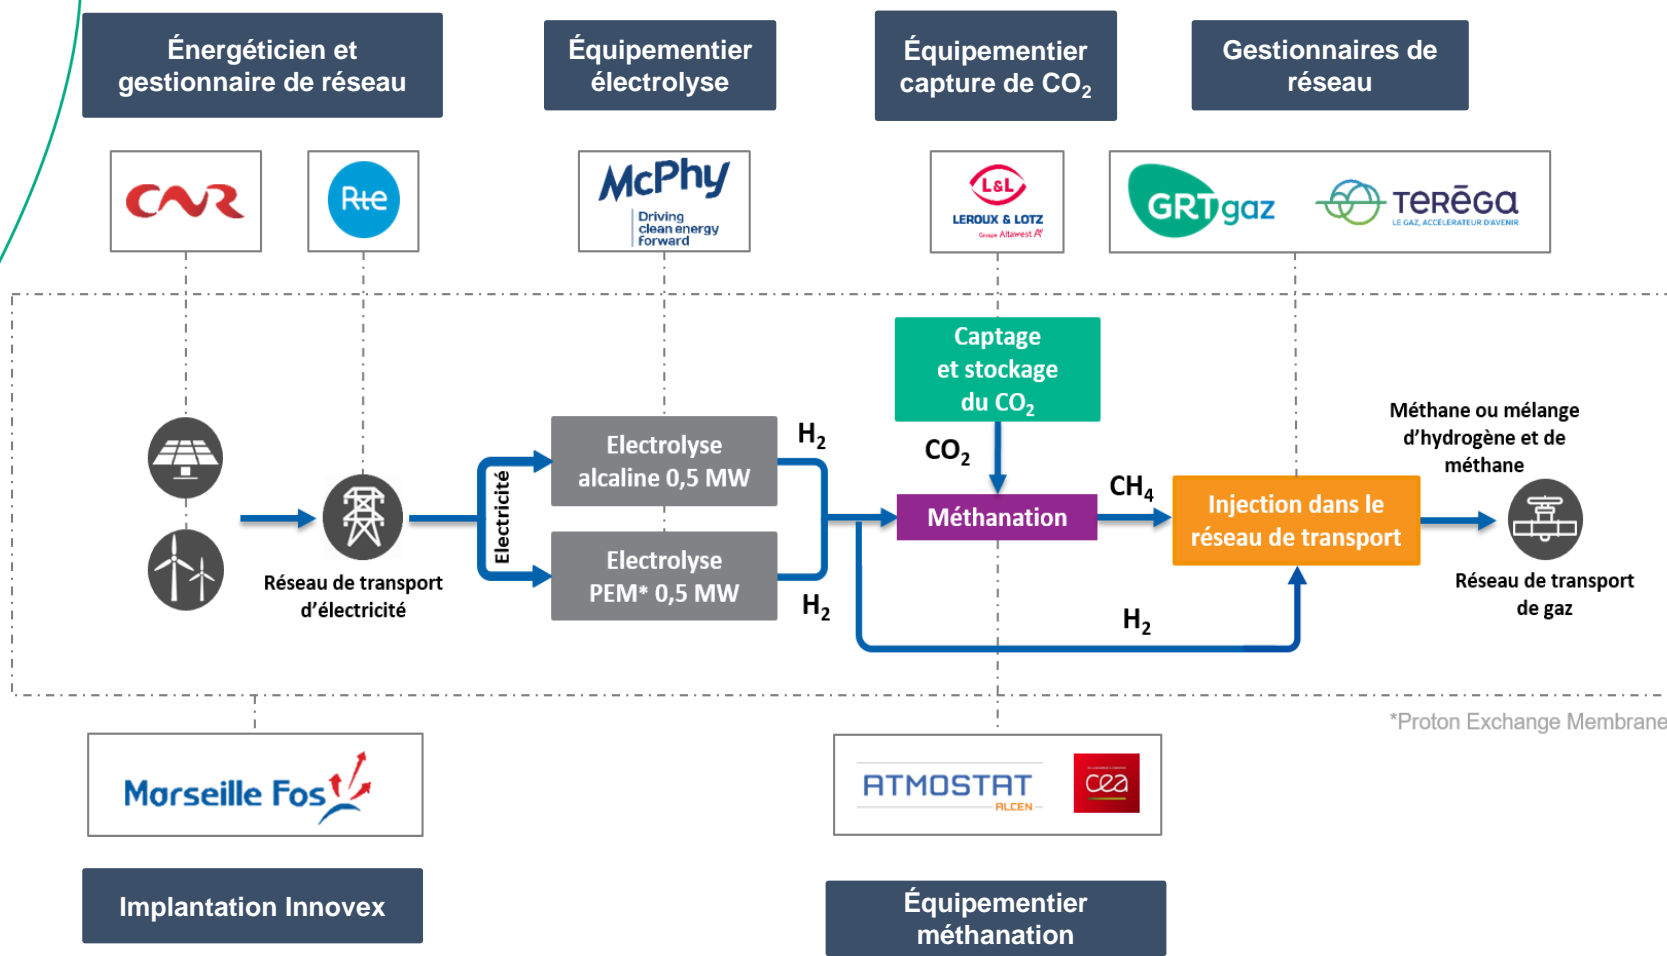 Énergéticien et
gestionnaire de réseau
Équipementier
électrolyse
Équipementier
capture de CO₂
Gestionnaires de
réseau
CNR
Rte
McPhy
Driving
clean energy
forward
L&L
LEROUX & LOTZ
Groupe Altawest
GRTgaz
TERĒGA
LE GAZ, ACCÉLÉRATEUR D'AVENIR
Captage
et stockage
du CO₂
Electrolyse
alcaline 0,5 MW
H₂
CO₂
Méthane ou mélange
d'hydrogène et de
méthane
Electricité
Méthanation
CH₄
Injection dans le
réseau de transport
Electrolyse
PEM* 0,5 MW
H₂
H₂
Réseau de transport
d'électricité
Réseau de transport
de gaz
*Proton Exchange Membrane
Marseille Fos
ATMOSTAT
ALCEN
cea
Implantation Innovex
Équipementier
méthanation